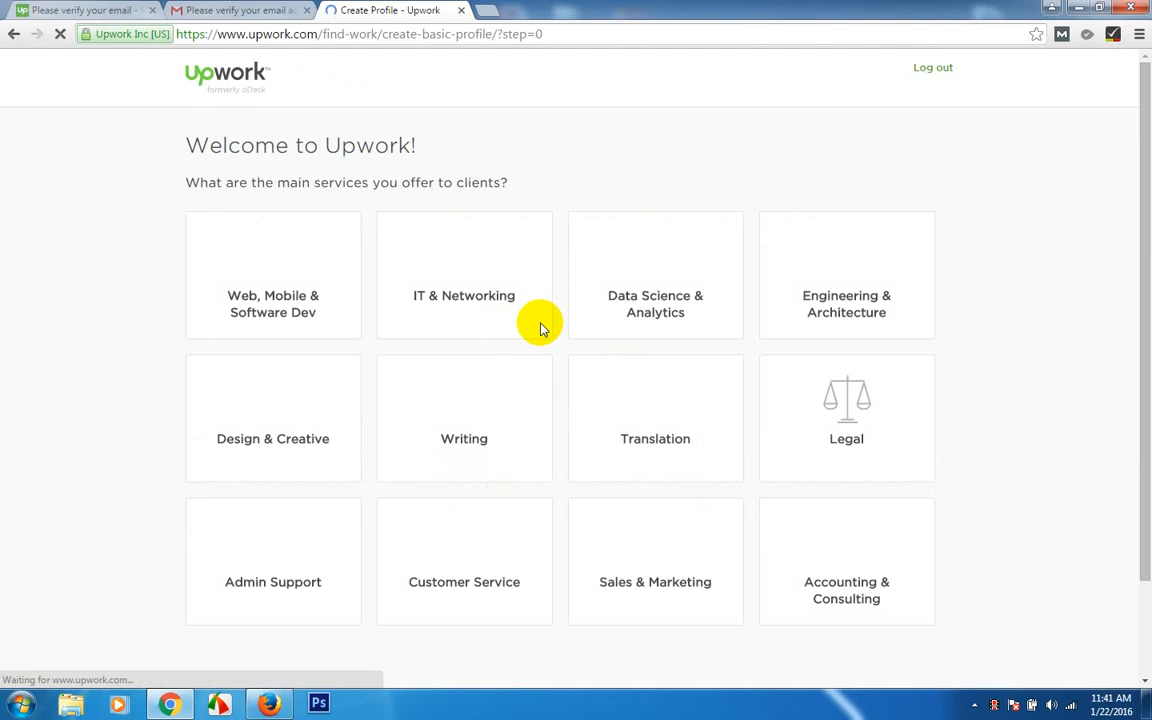 Please verify your email -
Please verify your email ac
Create Profile - Upwork
Upwork Inc [US]
https://www.upwork.com/find-work/create-basic-profile/?step=0
M
upwork™
formerly oDesk
Log out
Welcome to Upwork!
What are the main services you offer to clients?
Web, Mobile &
Software Dev
IT & Networking
Data Science &
Analytics
Engineering &
Architecture
Design & Creative
Writing
Translation
Legal
Admin Support
Customer Service
Sales & Marketing
Accounting &
Consulting
Waiting for www.upwork.com...
Ps
11:41 AM
1/22/2016